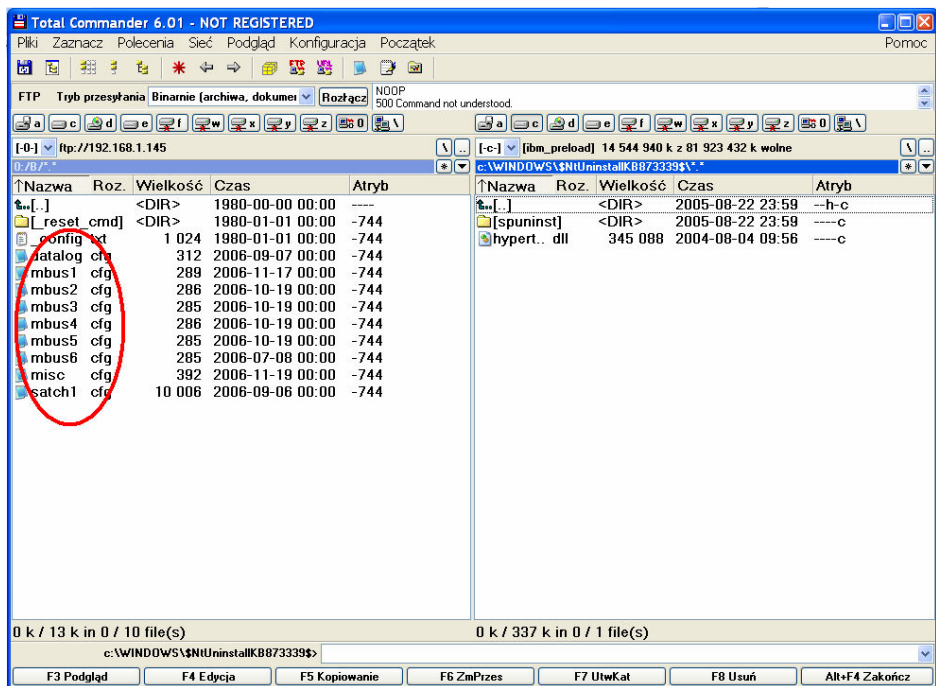 Total Commander 6.01 - NOT REGISTERED
Pliki Zaznacz Polecenia Sieć Podgląd Konfiguracja Początek Pomoc
FTP Tryb przesyłania Binarnie (archiwa, dokumer Rozłącz NOOP
500 Command not understood.
a c d e f w x y z 0 \ a c d e f w x y z 0 \
[-0-] ftp://192.168.1.145 \ .. [-c-] [ibm_preload] 14 544 940 k z 81 923 432 k wolne \ ..
0:/B/*.* * c:\WINDOWS\$NtUninstallKB873339$\*.* *
↑Nazwa Roz. Wielkość Czas Atryb ↑Nazwa Roz. Wielkość Czas Atryb
[..] <DIR> 1980-00-00 00:00 ---- [..] <DIR> 2005-08-22 23:59 --h-c
[_reset_cmd] <DIR> 1980-01-01 00:00 -744 [spuninst] <DIR> 2005-08-22 23:59 ----c
_config txt 1 024 1980-01-01 00:00 -744 hypert.. dll 345 088 2004-08-04 09:56 ----c
datalog cfg 312 2006-09-07 00:00 -744
mbus1 cfg 289 2006-11-17 00:00 -744
mbus2 cfg 286 2006-10-19 00:00 -744
mbus3 cfg 285 2006-10-19 00:00 -744
mbus4 cfg 286 2006-10-19 00:00 -744
mbus5 cfg 285 2006-10-19 00:00 -744
mbus6 cfg 285 2006-07-08 00:00 -744
misc cfg 392 2006-11-19 00:00 -744
satch1 cfg 10 006 2006-09-06 00:00 -744
0 k / 13 k in 0 / 10 file(s) 0 k / 337 k in 0 / 1 file(s)
c:\WINDOWS\$NtUninstallKB873339$>
F3 Podgląd F4 Edycja F5 Kopiowanie F6 ZmPrzes F7 UtwKat F8 Usuń Alt+F4 Zakończ